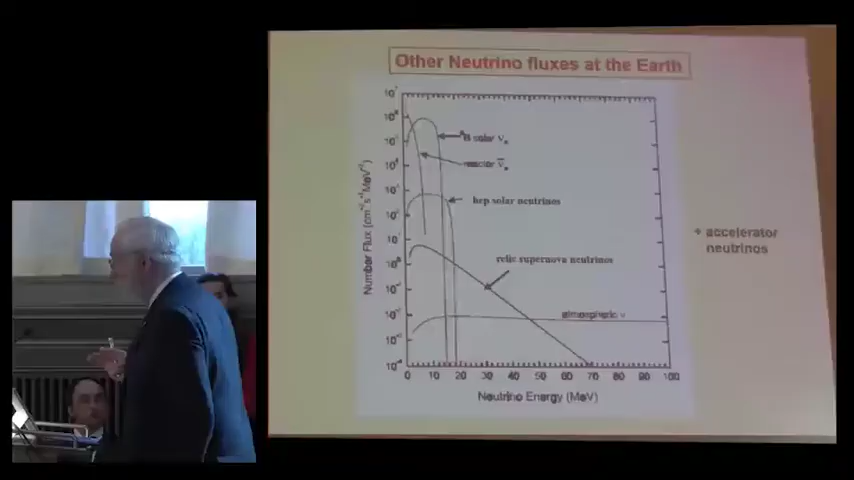 Other Neutrino fluxes at the Earth
⁸B solar νₑ
reactor ν̄ₑ
hep solar neutrinos
relic supernova neutrinos
atmospheric ν
+ accelerator
neutrinos
Number Flux (cm⁻² s⁻¹ MeV⁻¹)
0 10 20 30 40 50 60 70 80 90 100
Neutrino Energy (MeV)